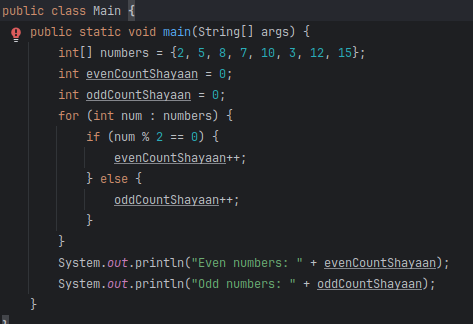 public class Main {
    public static void main(String[] args) {
        int[] numbers = {2, 5, 8, 7, 10, 3, 12, 15};
        int evenCountShayaan = 0;
        int oddCountShayaan = 0;
        for (int num : numbers) {
            if (num % 2 == 0) {
                evenCountShayaan++;
            } else {
                oddCountShayaan++;
            }
        }
        System.out.println("Even numbers: " + evenCountShayaan);
        System.out.println("Odd numbers: " + oddCountShayaan);
    }
}